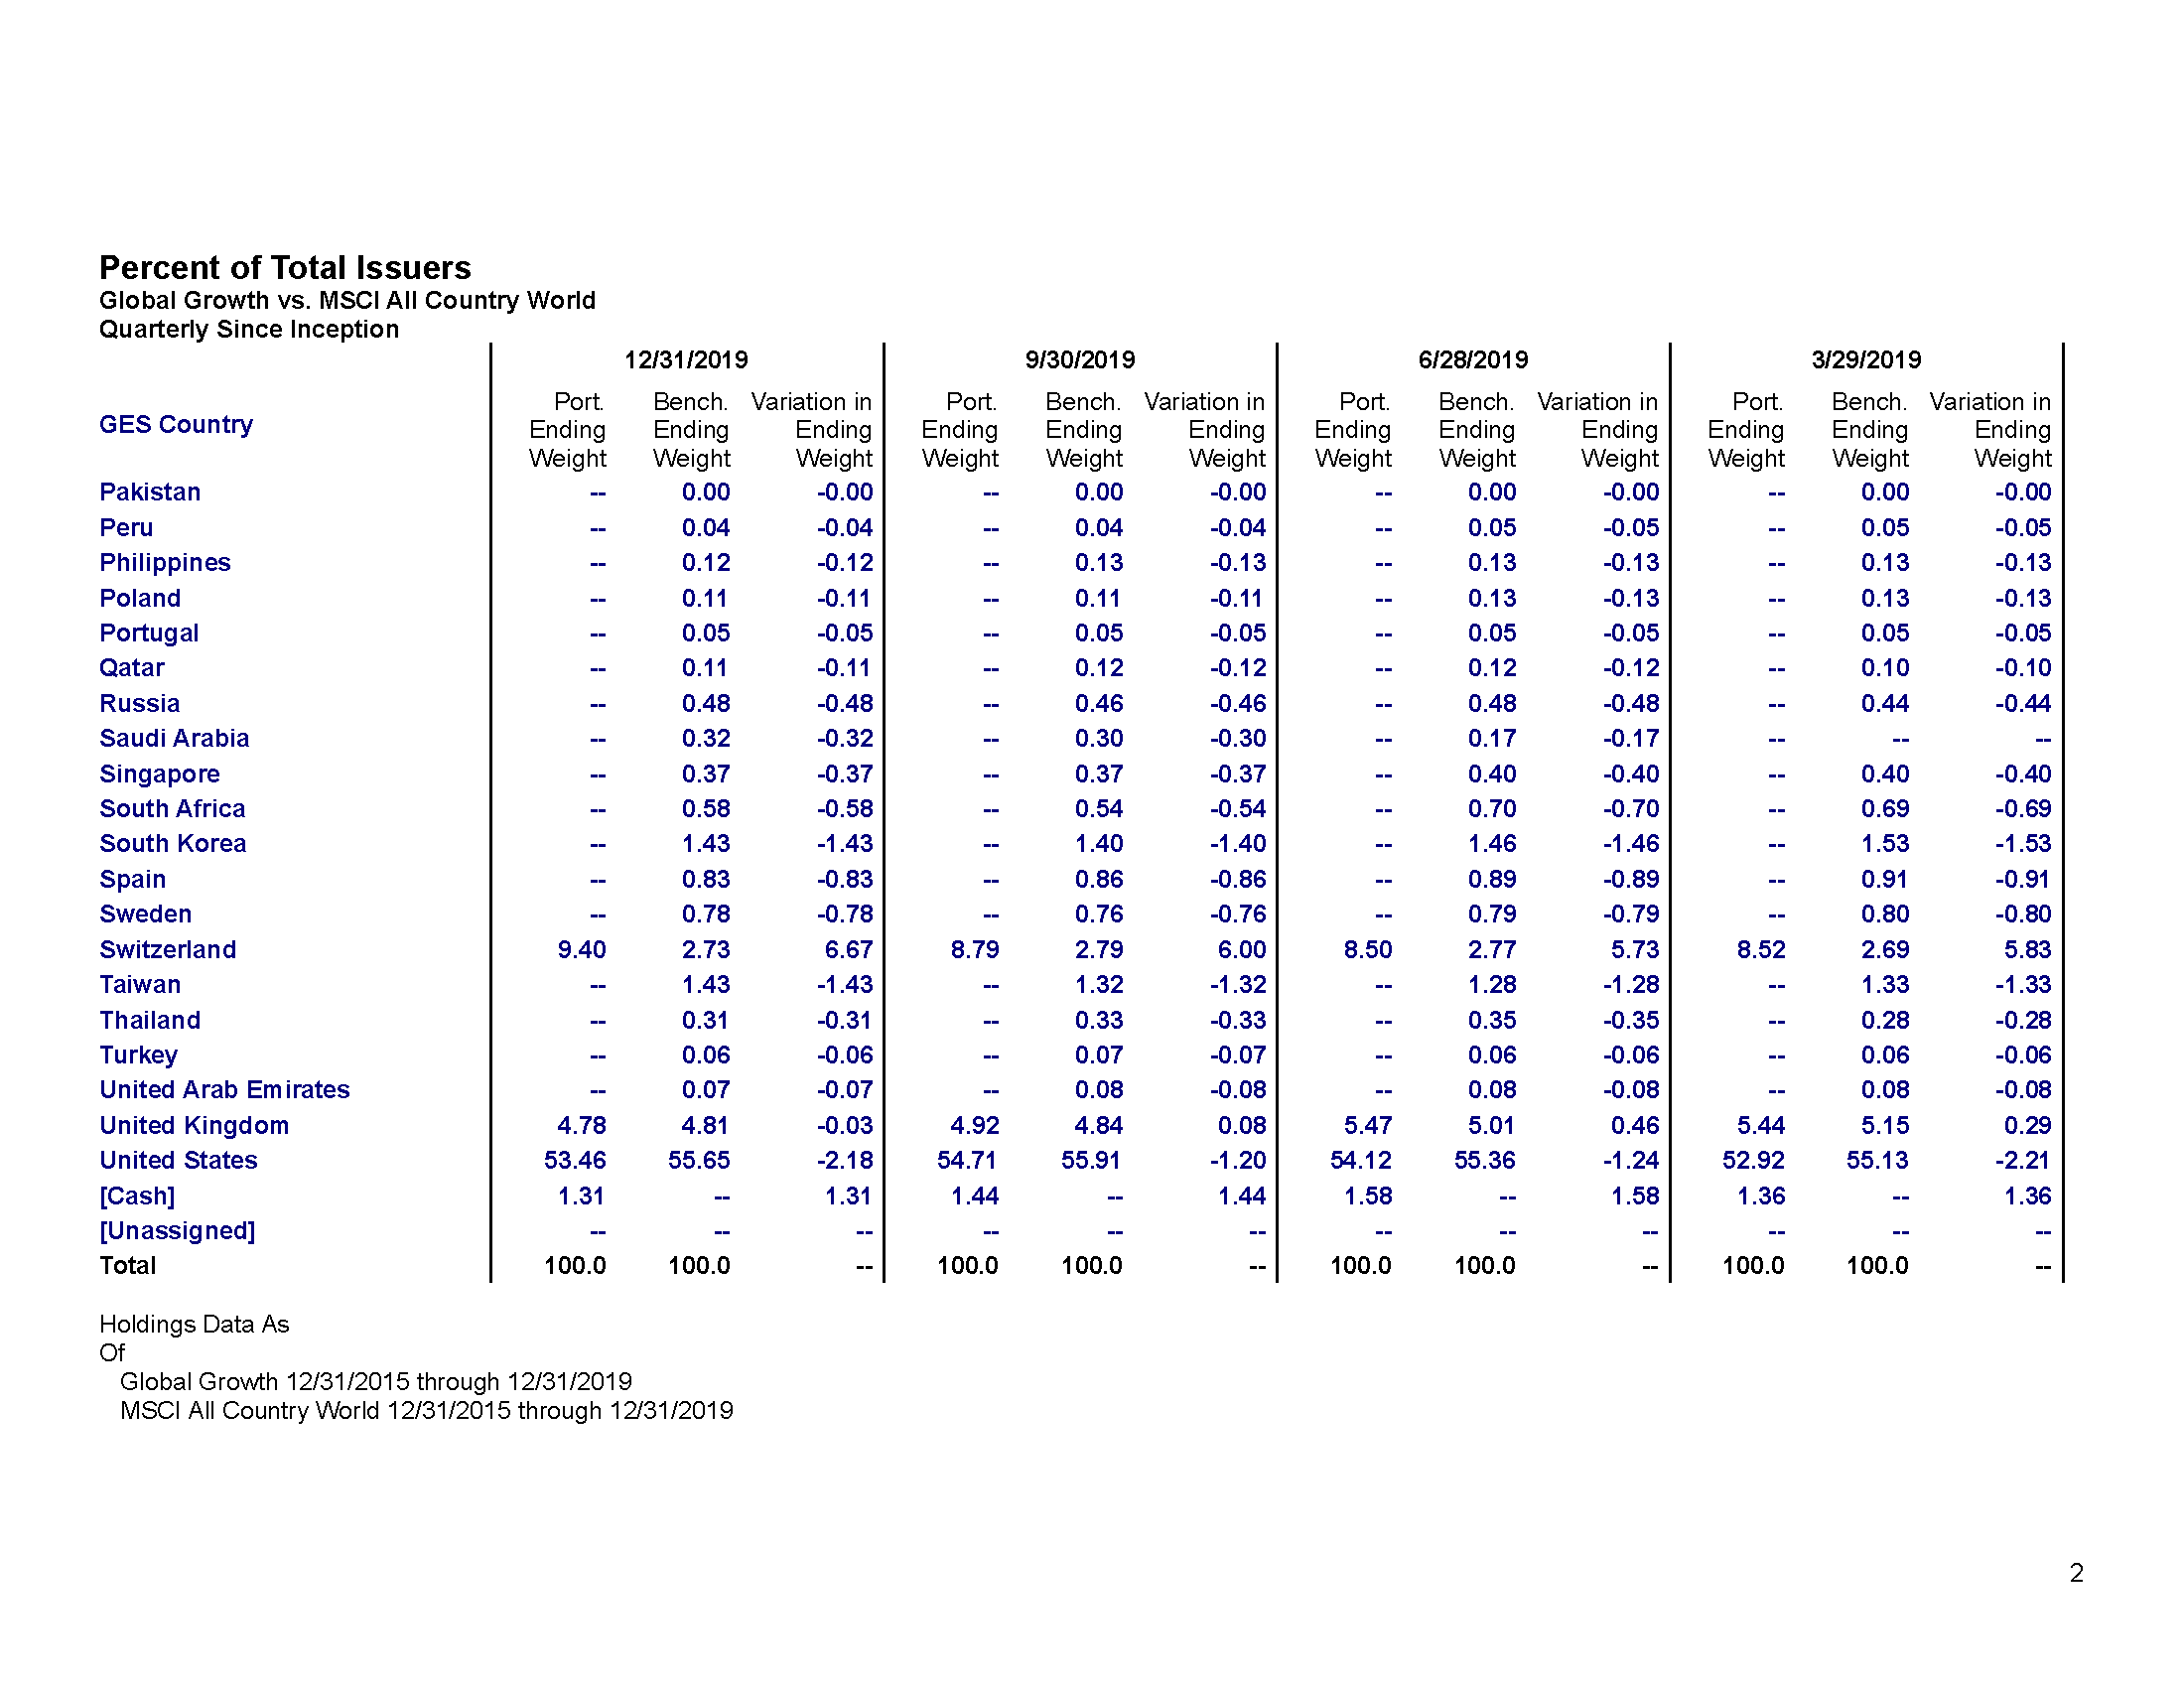 Percent of Total Issuers
Global Growth vs. MSCI All Country World
Quarterly Since Inception
12/31/2019 9/30/2019 6/28/2019 3/29/2019
GES Country Port. Ending Weight Bench. Ending Weight Variation in Ending Weight Port. Ending Weight Bench. Ending Weight Variation in Ending Weight Port. Ending Weight Bench. Ending Weight Variation in Ending Weight Port. Ending Weight Bench. Ending Weight Variation in Ending Weight
Pakistan -- 0.00 -0.00 -- 0.00 -0.00 -- 0.00 -0.00 -- 0.00 -0.00
Peru -- 0.04 -0.04 -- 0.04 -0.04 -- 0.05 -0.05 -- 0.05 -0.05
Philippines -- 0.12 -0.12 -- 0.13 -0.13 -- 0.13 -0.13 -- 0.13 -0.13
Poland -- 0.11 -0.11 -- 0.11 -0.11 -- 0.13 -0.13 -- 0.13 -0.13
Portugal -- 0.05 -0.05 -- 0.05 -0.05 -- 0.05 -0.05 -- 0.05 -0.05
Qatar -- 0.11 -0.11 -- 0.12 -0.12 -- 0.12 -0.12 -- 0.10 -0.10
Russia -- 0.48 -0.48 -- 0.46 -0.46 -- 0.48 -0.48 -- 0.44 -0.44
Saudi Arabia -- 0.32 -0.32 -- 0.30 -0.30 -- 0.17 -0.17 -- -- --
Singapore -- 0.37 -0.37 -- 0.37 -0.37 -- 0.40 -0.40 -- 0.40 -0.40
South Africa -- 0.58 -0.58 -- 0.54 -0.54 -- 0.70 -0.70 -- 0.69 -0.69
South Korea -- 1.43 -1.43 -- 1.40 -1.40 -- 1.46 -1.46 -- 1.53 -1.53
Spain -- 0.83 -0.83 -- 0.86 -0.86 -- 0.89 -0.89 -- 0.91 -0.91
Sweden -- 0.78 -0.78 -- 0.76 -0.76 -- 0.79 -0.79 -- 0.80 -0.80
Switzerland 9.40 2.73 6.67 8.79 2.79 6.00 8.50 2.77 5.73 8.52 2.69 5.83
Taiwan -- 1.43 -1.43 -- 1.32 -1.32 -- 1.28 -1.28 -- 1.33 -1.33
Thailand -- 0.31 -0.31 -- 0.33 -0.33 -- 0.35 -0.35 -- 0.28 -0.28
Turkey -- 0.06 -0.06 -- 0.07 -0.07 -- 0.06 -0.06 -- 0.06 -0.06
United Arab Emirates -- 0.07 -0.07 -- 0.08 -0.08 -- 0.08 -0.08 -- 0.08 -0.08
United Kingdom 4.78 4.81 -0.03 4.92 4.84 0.08 5.47 5.01 0.46 5.44 5.15 0.29
United States 53.46 55.65 -2.18 54.71 55.91 -1.20 54.12 55.36 -1.24 52.92 55.13 -2.21
[Cash] 1.31 -- 1.31 1.44 -- 1.44 1.58 -- 1.58 1.36 -- 1.36
[Unassigned] -- -- -- -- -- -- -- -- -- -- -- --
Total 100.0 100.0 -- 100.0 100.0 -- 100.0 100.0 -- 100.0 100.0 --
Holdings Data As
Of
Global Growth 12/31/2015 through 12/31/2019
MSCI All Country World 12/31/2015 through 12/31/2019
2